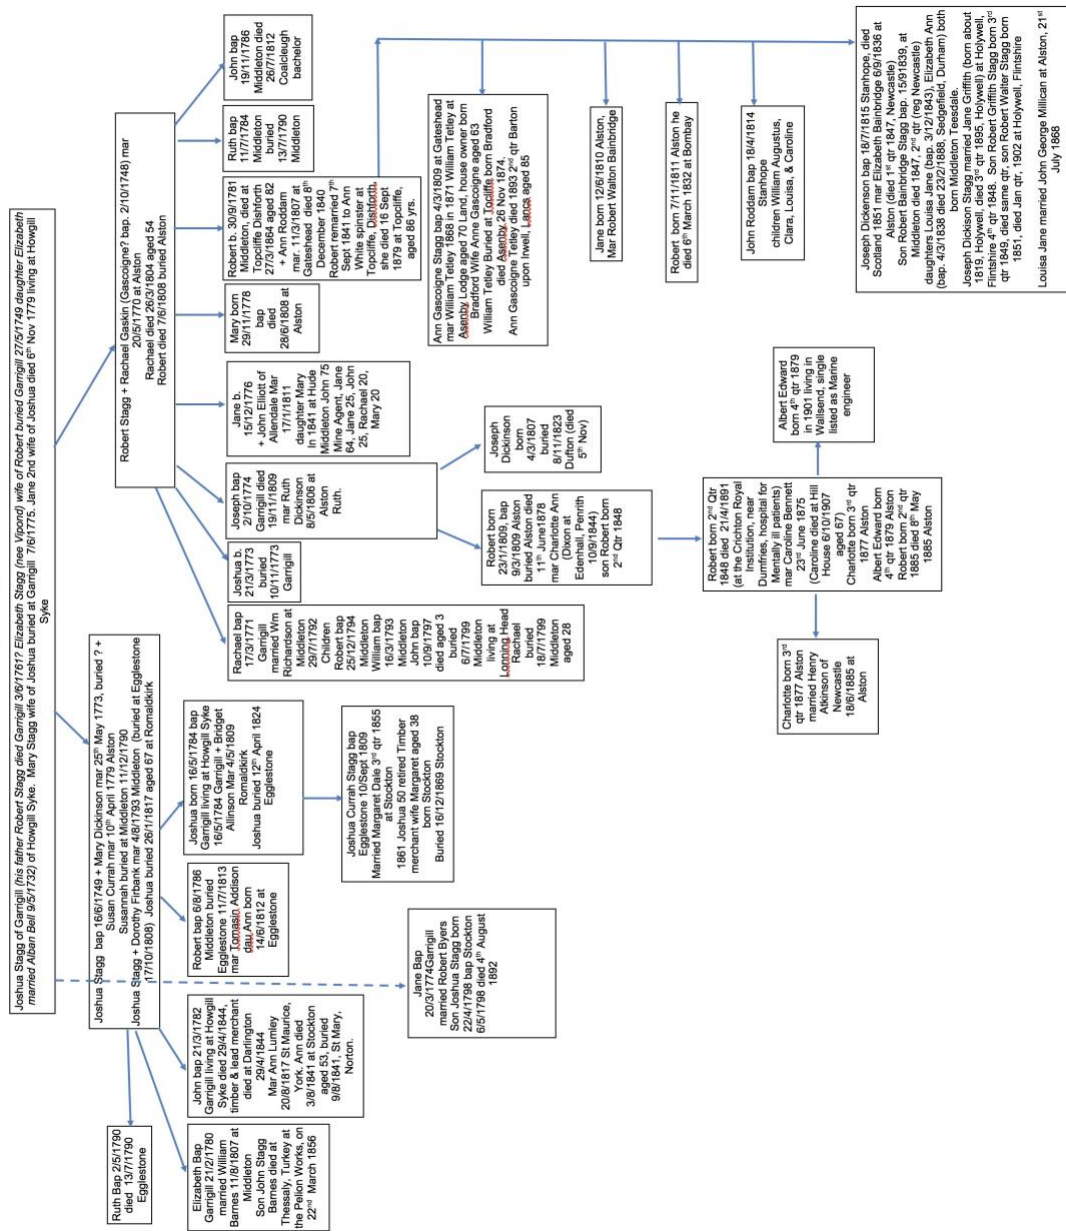 Joshua Stagg of Garrigill (his father Robert Stagg died Garrigill 3/6/1761? Elizabeth Stagg (nee Vipond) wife of Robert buried Garrigill 27/5/1749 daughter Elizabeth
married Alban Bell 9/5/1732) of Howgill Syke. Mary Stagg wife of Joshua buried at Garrigill 7/6/1775. Jane 2nd wife of Joshua died 6th Nov 1779 living at Howgill
Syke
Joshua Stagg bap 16/6/1749 + Mary Dickinson mar 25th May 1773, buried ? +
Susan Currah mar 10th April 1779 Alston
Susannah buried at Middleton 11/12/1790
Joshua Stagg + Dorothy Firbank mar 4/8/1793 Middleton (buried at Egglestone
17/10/1808) Joshua buried 26/1/1817 aged 67 at Romaldkirk
Robert Stagg + Rachael Gaskin (Gascoigne? bap. 2/10/1748) mar
20/5/1770 at Alston
Rachael died 26/3/1804 aged 54
Robert died 7/6/1808 buried Alston
Ruth Bap 2/5/1790
died 13/7/1790
Egglestone
Elizabeth Bap
Garrigill 21/2/1780
married William
Barnes 11/8/1807 at
Middleton
Son John Stagg
Barnes died at
Thessaly, Turkey at
the Pelion Works, on
22nd March 1856
John bap 21/3/1782
Garrigill living at Howgill
Syke died 29/4/1844,
timber & lead merchant
died at Darlington
29/4/1844
Mar Ann Lumley
20/8/1817 St Maurice,
York. Ann died
3/8/1841 at Stockton
aged 53, buried
9/8/1841, St Mary,
Norton.
Robert bap 6/8/1786
Middleton buried
Egglestone 11/7/1813
mar Tomasin Addison
dau Ann born
14/6/1812 at
Egglestone
Joshua born 16/5/1784 bap
Garrigill living at Howgill Syke
16/5/1784 Garrigill + Bridget
Allinson Mar 4/5/1809
Romaldkirk
Joshua buried 12th April 1824
Egglestone
Joshua Currah Stagg bap
Egglestone 10/Sept 1809
Married Margaret Dale 3rd qtr 1855
at Stockton
1861 Joshua 50 retired Timber
merchant wife Margaret aged 38
born Stockton
Buried 16/12/1869 Stockton
Jane Bap
20/3/1774Garrigill
married Robert Byers
Son Joshua Stagg born
22/4/1798 bap Stockton
6/5/1798 died 4th August
1892
Rachael bap
17/3/1771
Garrigill
married Wm
Richardson at
Middleton
29/7/1792
Children
Robert bap
25/12/1794
Middleton
William bap
16/3/1793
Middleton
John bap
10/9/1797
died aged 3
buried
6/7/1799
Middleton
living at
Lonning Head
Rachael
buried
18/7/1799
Middleton
aged 28
Joshua b.
21/3/1773
buried
10/11/1773
Garrigill
Joseph bap
2/10/1774
Garrigill died
19/11/1809
mar Ruth
Dickinson
8/5/1806 at
Alston
Ruth.
Jane b.
15/12/1776
+ John Elliott of
Allendale Mar
17/1/1811
daughter Mary
In 1841 at Hude
Middleton John 75
Mine Agent, Jane
64, Jane 25, John
25, Rachael 20,
Mary 20
Mary born
29/11/1778
bap
died
28/6/1808 at
Alston
Robert b. 30/9/1781
Middleton, died at
Topcliffe Dishforth
27/3/1864 aged 82
+ Ann Roddam
mar. 11/3/1807 at
Gateshead died 8th
December 1840
Robert remarried 7th
Sept 1841 to Ann
White spinster at
Topcliffe, Dishforth,
she died 16 Sept
1879 at Topcliffe,
aged 86 yrs.
Ruth bap
11/7/1784
Middleton
buried
13/7/1790
Middleton
John bap
19/11/1786
Middleton died
26/7/1812
Coalcleugh
bachelor
Robert born
23/1/1809, bap
9/3/1809 Alston
buried Alston died
11th June1878
mar Charlotte Ann
(Dixon at
Edenhall, Penrith
10/9/1844)
son Robert born
2nd Qtr 1848
Joseph
Dickinson
born
4/3/1807
buried
8/11/1823
Dufton (died
5th Nov)
Robert born 2nd Qtr
1848 died 21/4/1891
(at the Crichton Royal
Institution, near
Dumfries, hospital for
Mentally ill patients)
mar Caroline Bennett
23rd June 1875
(Caroline died at Hill
House 6/10/1907
aged 67)
Charlotte born 3rd qtr
1877 Alston
Albert Edward born
4th qtr 1879 Alston
Robert born 2nd qtr
1885 died 8th May
1885 Alston
Charlotte born 3rd
qtr 1877 Alston
married Henry
Atkinson of
Newcastle
18/6/1885 at
Alston
Albert Edward
born 4th qtr 1879
in 1901 living in
Wallsend, single
listed as Marine
engineer
Ann Gascoigne Stagg bap 4/3/1809 at Gateshead
mar William Tetley 1868 in 1871 William Tetley at
Asenby Lodge aged 70 Land, house owner born
Bradford Wife Anne Gascoigne aged 63
William Tetley Buried at Tocliffe born Bradford
died Asenby 26 Nov 1874.
Ann Gascoigne Tetley died 1893 2nd qtr Barton
upon Irwell, Lanca aged 85
Jane born 12/6/1810 Alston,
Mar Robert Walton Bainbridge
Robert born 7/11/1811 Alston he
died 6th March 1832 at Bombay
John Roddam bap 18/4/1814
Stanhope
children William Augustus,
Clara, Louisa, & Caroline
Joseph Dickenson bap 18/7/1815 Stanhope, died
Scotland 1851 mar Elizabeth Bainbridge 6/9/1836 at
Alston (died 1st qtr 1847, Newcastle)
Son Robert Bainbridge Stagg bap. 15/91839, at
Middleton died 1847, 2nd qtr (reg Newcastle)
daughters Louisa Jane (bap. 3/12/1843), Elizabeth Ann
(bap. 4/3/1838 died 23/2/1888, Sedgefield, Durham) both
born Middleton Teesdale.
Joseph Dickison Stagg married Jane Griffith (born about
1819, Holywell, died 3rd qtr 1895, Holywell) at Holywell,
Flintshire 4th qtr 1848. Son Robert Griffith Stagg born 3rd
qtr 1849, died same qtr, son Robert Walter Stagg born
1851, died Jan qtr, 1902 at Holywell, Flintshire
Louisa Jane married John George Millican at Alston, 21st
July 1868